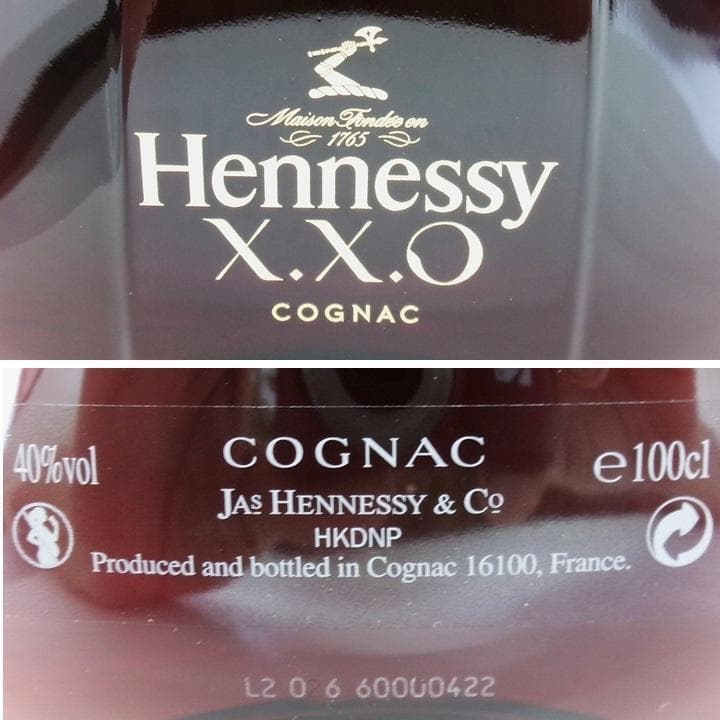 Maison Fondée en
1765
Hennessy
X.X.O
COGNAC
40%vol
COGNAC
e100cl
JAS HENNESSY & Cº
HKDNP
Produced and bottled in Cognac 16100, France.
L2 0 6 60000422